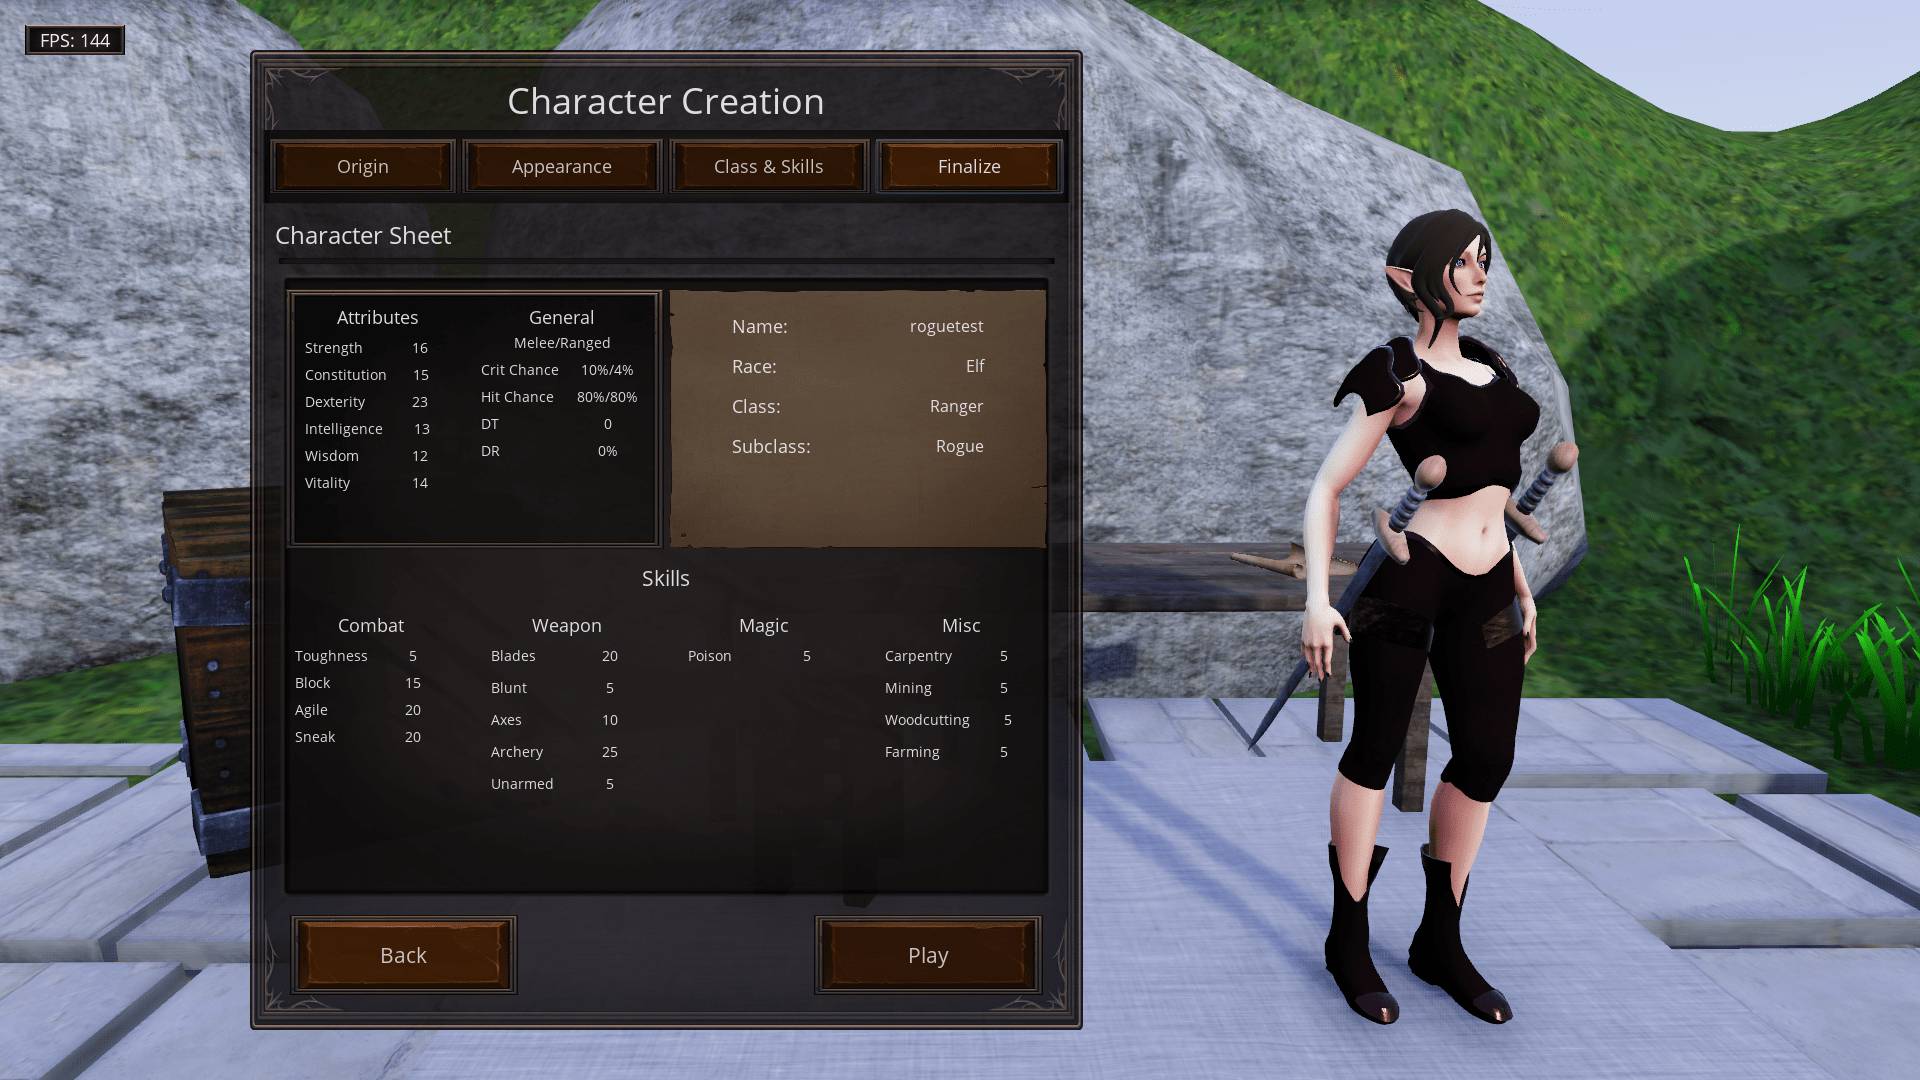 FPS: 144
Character Creation
Origin
Appearance
Class & Skills
Finalize
Character Sheet
Attributes
Strength 16
Constitution 15
Dexterity 23
Intelligence 13
Wisdom 12
Vitality 14
General
Melee/Ranged
Crit Chance 10%/4%
Hit Chance 80%/80%
DT 0
DR 0%
Name: roguetest
Race: Elf
Class: Ranger
Subclass: Rogue
Skills
Combat
Toughness 5
Block 15
Agile 20
Sneak 20
Weapon
Blades 20
Blunt 5
Axes 10
Archery 25
Unarmed 5
Magic
Poison 5
Misc
Carpentry 5
Mining 5
Woodcutting 5
Farming 5
Back
Play